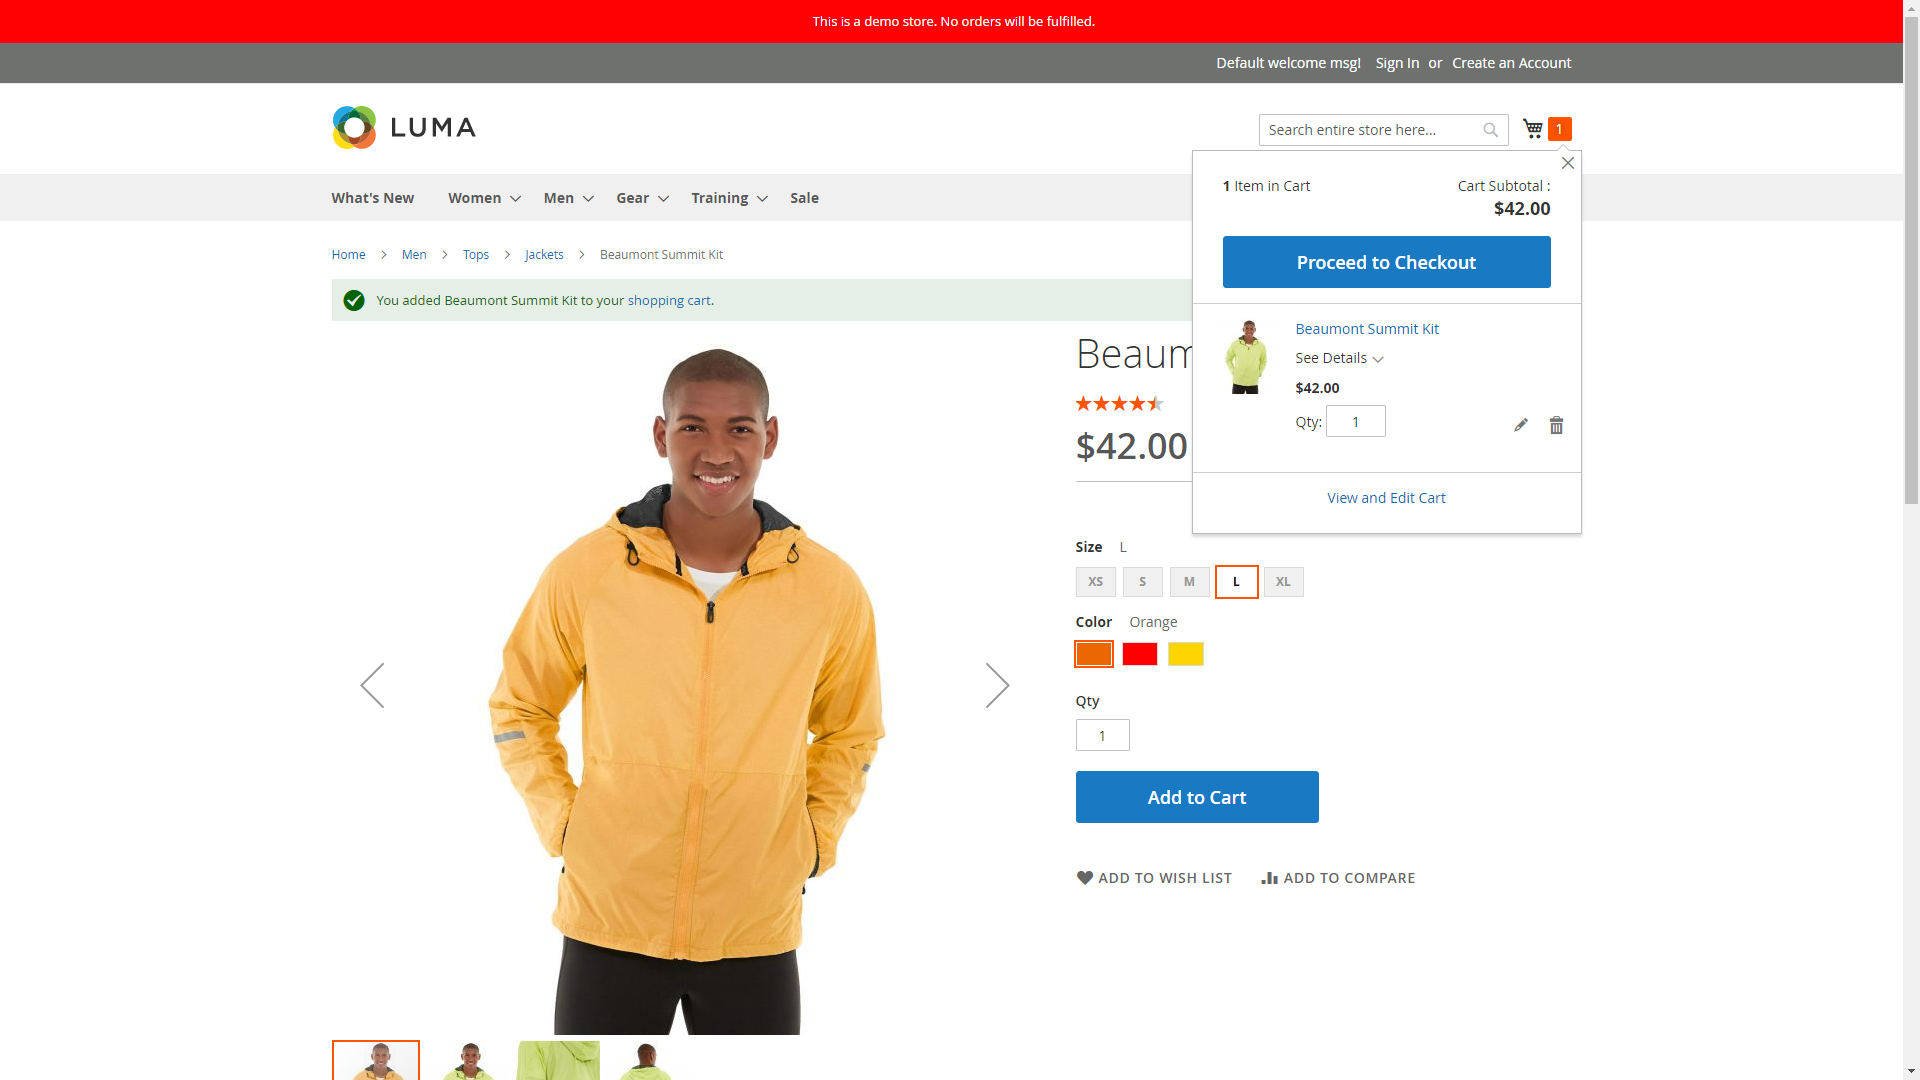 This is a demo store. No orders will be fulfilled.
Default welcome msg! Sign In or Create an Account
LUMA
Search entire store here...
1
What's New Women Men Gear Training Sale
1 Item in Cart
Cart Subtotal :
$42.00
Proceed to Checkout
Beaumont Summit Kit
See Details
$42.00
Qty: 1
View and Edit Cart
Home Men Tops Jackets Beaumont Summit Kit
You added Beaumont Summit Kit to your shopping cart.
Beaum
$42.00
Size L
XS S M L XL
Color Orange
Qty
1
Add to Cart
ADD TO WISH LIST ADD TO COMPARE